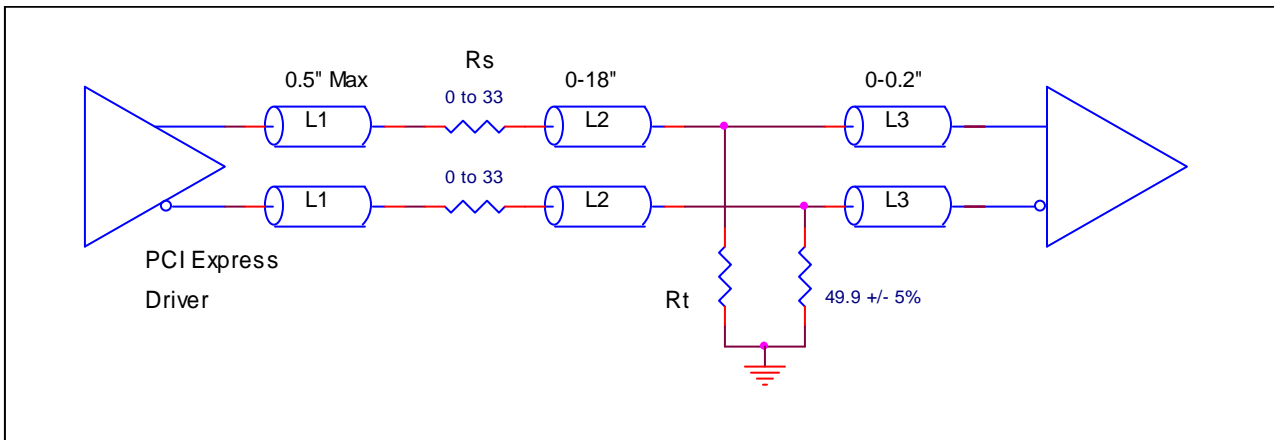 Rs
0.5" Max
0-18"
0-0.2"
0 to 33
L1
L2
L3
0 to 33
L1
L2
L3
PCI Express
Driver
Rt
49.9 +/- 5%